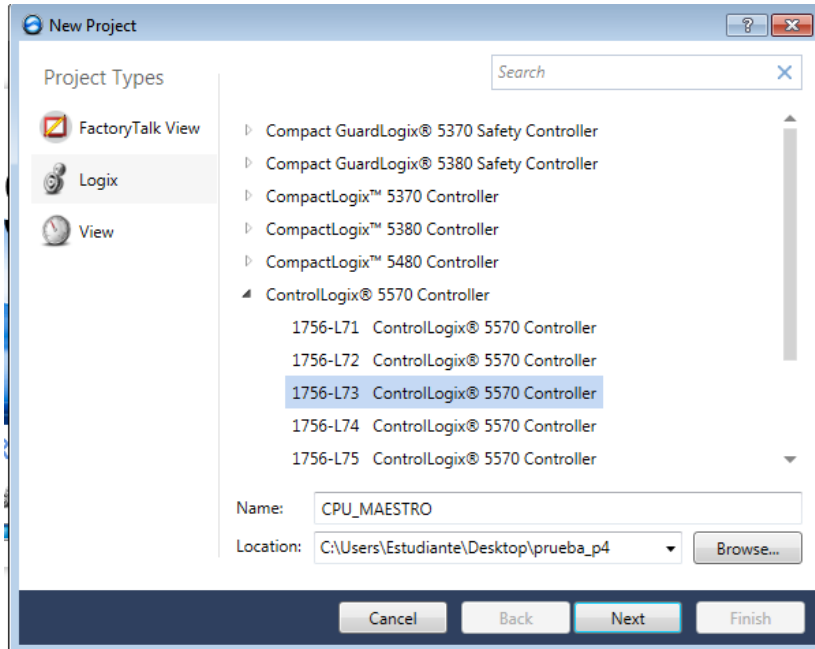 New Project
Project Types
Search
FactoryTalk View
Logix
View
Compact GuardLogix® 5370 Safety Controller
Compact GuardLogix® 5380 Safety Controller
CompactLogix™ 5370 Controller
CompactLogix™ 5380 Controller
CompactLogix™ 5480 Controller
ControlLogix® 5570 Controller
1756-L71 ControlLogix® 5570 Controller
1756-L72 ControlLogix® 5570 Controller
1756-L73 ControlLogix® 5570 Controller
1756-L74 ControlLogix® 5570 Controller
1756-L75 ControlLogix® 5570 Controller
Name: CPU_MAESTRO
Location: C:\Users\Estudiante\Desktop\prueba_p4 Browse...
Cancel Back Next Finish